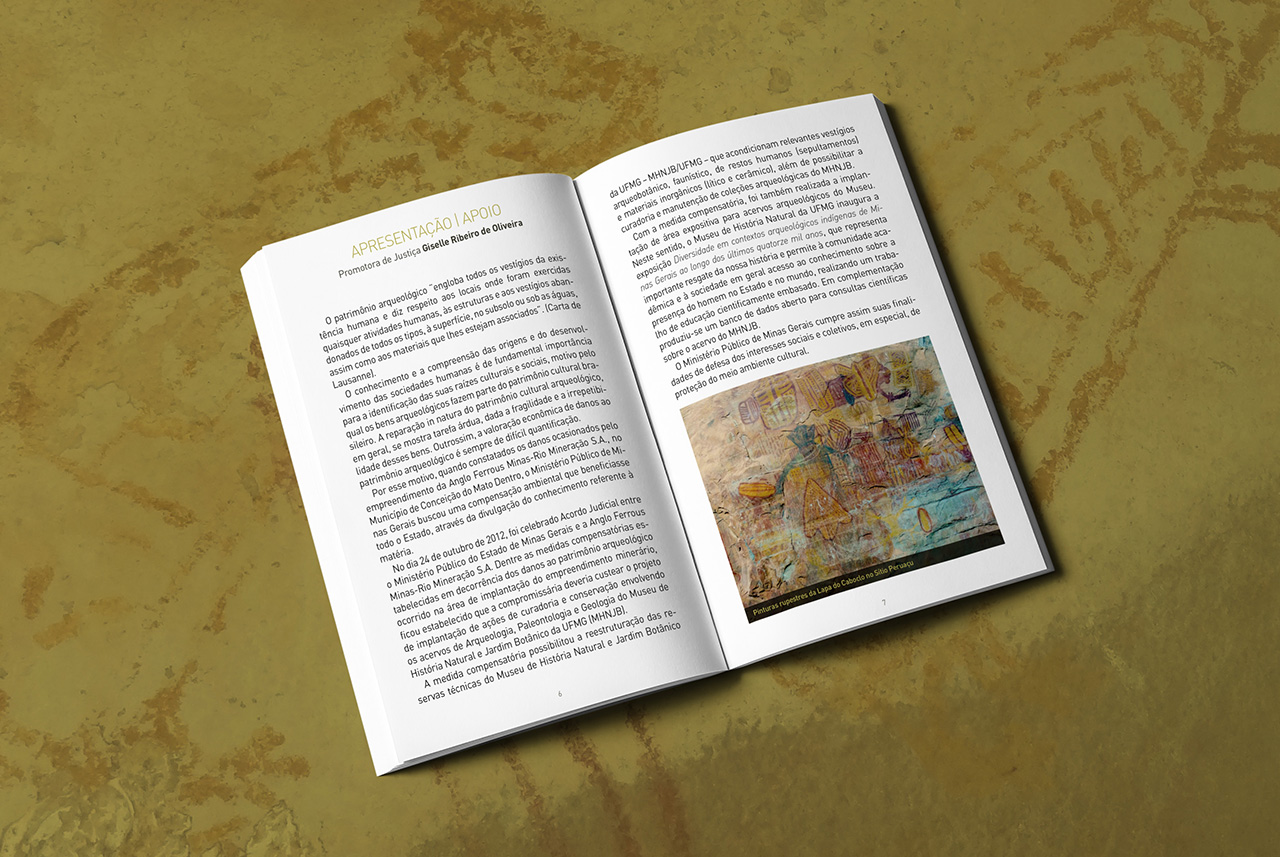 APRESENTAÇÃO | APOIO
Promotora de Justiça Giselle Ribeiro de Oliveira
O patrimônio arqueológico “engloba todos os vestígios da exis-
tência humana e diz respeito aos locais onde foram exercidas
quaisquer atividades humanas, às estruturas e aos vestígios aban-
donados de todos os tipos, à superfície, no subsolo ou sob as águas,
assim como aos materiais que lhes estejam associados”. (Carta de
Lausanne).
O conhecimento e a compreensão das origens e do desenvol-
vimento das sociedades humanas é de fundamental importância
para a identificação das suas raízes culturais e sociais, motivo pelo
qual os bens arqueológicos fazem parte do patrimônio cultural bra-
sileiro. A reparação in natura do patrimônio cultural arqueológico,
em geral, se mostra tarefa árdua, dada a fragilidade e a irrepetibi-
lidade desses bens. Outrossim, a valoração econômica de danos ao
patrimônio arqueológico é sempre de difícil quantificação.
Por esse motivo, quando constatados os danos ocasionados pelo
empreendimento da Anglo Ferrous Minas-Rio Mineração S.A., no
Município de Conceição do Mato Dentro, o Ministério Público de Mi-
nas Gerais buscou uma compensação ambiental que beneficiasse
todo o Estado, através da divulgação do conhecimento referente à
matéria.
No dia 24 de outubro de 2012, foi celebrado Acordo Judicial entre
o Ministério Público do Estado de Minas Gerais e a Anglo Ferrous
Minas-Rio Mineração S.A. Dentre as medidas compensatórias es-
tabelecidas em decorrência dos danos ao patrimônio arqueológico
ocorrido na área de implantação do empreendimento minerário,
ficou estabelecido que a compromissária deveria custear o projeto
de implantação de ações de curadoria e conservação envolvendo
os acervos de Arqueologia, Paleontologia e Geologia do Museu de
História Natural e Jardim Botânico da UFMG (MHNJB).
A medida compensatória possibilitou a reestruturação das re-
servas técnicas do Museu de História Natural e Jardim Botânico
6
da UFMG – MHNJB/UFMG – que acondicionam relevantes vestígios
arqueobotânico, faunístico, de restos humanos (sepultamentos)
e materiais inorgânicos (lítico e cerâmico), além de possibilitar a
curadoria e manutenção de coleções arqueológicas do MHNJB.
Com a medida compensatória, foi também realizada a implan-
tação de área expositiva para acervos arqueológicos do Museu.
Neste sentido, o Museu de História Natural da UFMG inaugura a
exposição Diversidade em contextos arqueológicos indígenas de Mi-
nas Gerais ao longo dos últimos quatorze mil anos, que representa
importante resgate da nossa história e permite à comunidade aca-
dêmica e à sociedade em geral acesso ao conhecimento sobre a
presença do homem no Estado e no mundo, realizando um traba-
lho de educação cientificamente embasado. Em complementação
produziu-se um banco de dados aberto para consultas científicas
sobre o acervo do MHNJB.
O Ministério Público de Minas Gerais cumpre assim suas finali-
dades de defesa dos interesses sociais e coletivos, em especial, de
proteção do meio ambiente cultural.
Pinturas rupestres da Lapa do Caboclo no Sítio Peruaçu
7